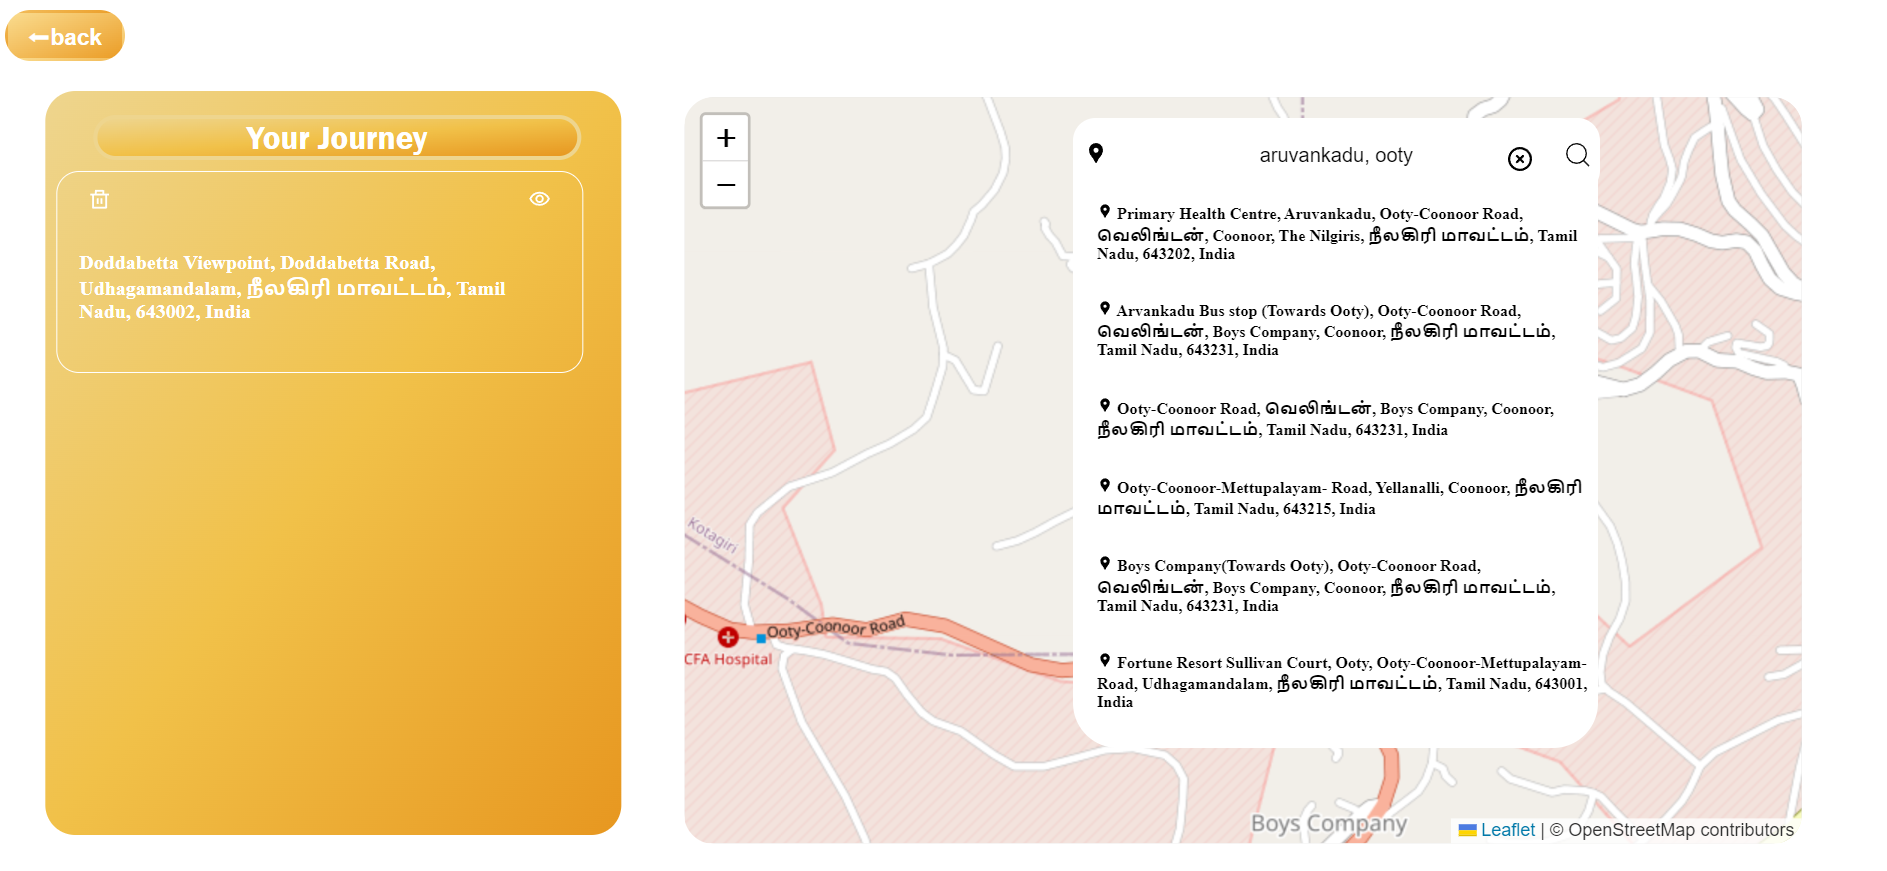 back
Your Journey
Doddabetta Viewpoint, Doddabetta Road,
Udhagamandalam, நீலகிரி மாவட்டம், Tamil
Nadu, 643002, India
+
−
aruvankadu, ooty
Primary Health Centre, Aruvankadu, Ooty-Coonoor Road,
வெலிங்டன், Coonoor, The Nilgiris, நீலகிரி மாவட்டம், Tamil
Nadu, 643202, India
Arvankadu Bus stop (Towards Ooty), Ooty-Coonoor Road,
வெலிங்டன், Boys Company, Coonoor, நீலகிரி மாவட்டம்,
Tamil Nadu, 643231, India
Ooty-Coonoor Road, வெலிங்டன், Boys Company, Coonoor,
நீலகிரி மாவட்டம், Tamil Nadu, 643231, India
Ooty-Coonoor-Mettupalayam- Road, Yellanalli, Coonoor, நீலகிரி
மாவட்டம், Tamil Nadu, 643215, India
Boys Company(Towards Ooty), Ooty-Coonoor Road,
வெலிங்டன், Boys Company, Coonoor, நீலகிரி மாவட்டம்,
Tamil Nadu, 643231, India
Fortune Resort Sullivan Court, Ooty, Ooty-Coonoor-Mettupalayam-
Road, Udhagamandalam, நீலகிரி மாவட்டம், Tamil Nadu, 643001,
India
Kotagiri
Ooty-Coonoor Road
CFA Hospital
Boys Company
Leaflet | © OpenStreetMap contributors